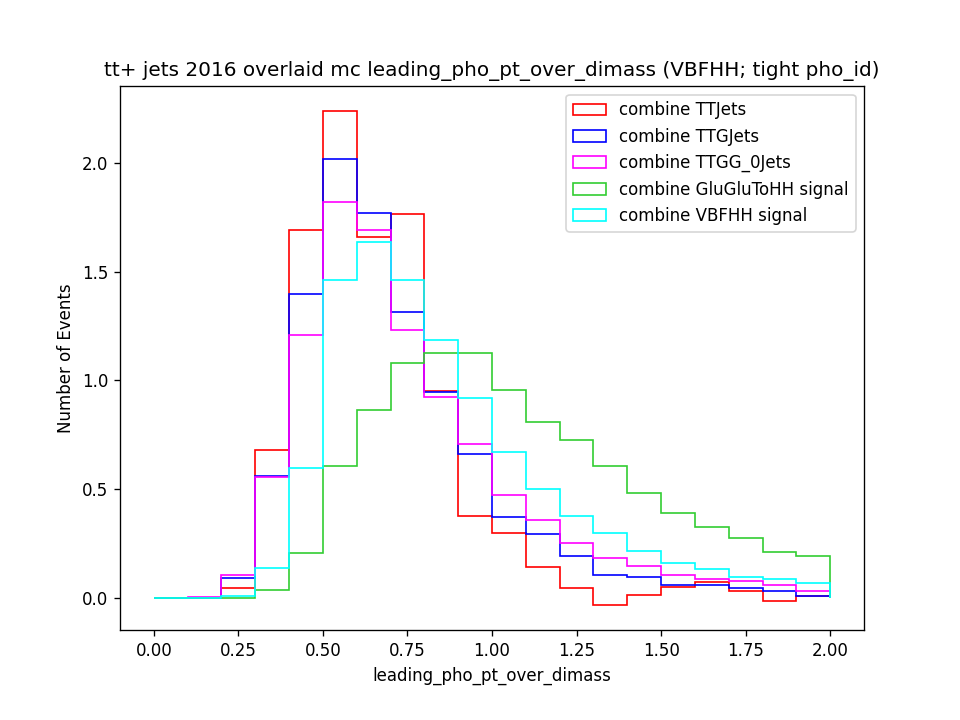 tt+ jets 2016 overlaid mc leading_pho_pt_over_dimass (VBFHH; tight pho_id)
combine TTJets
combine TTGJets
combine TTGG_0Jets
combine GluGluToHH signal
combine VBFHH signal
Number of Events
2.0
1.5
1.0
0.5
0.0
0.00 0.25 0.50 0.75 1.00 1.25 1.50 1.75 2.00
leading_pho_pt_over_dimass